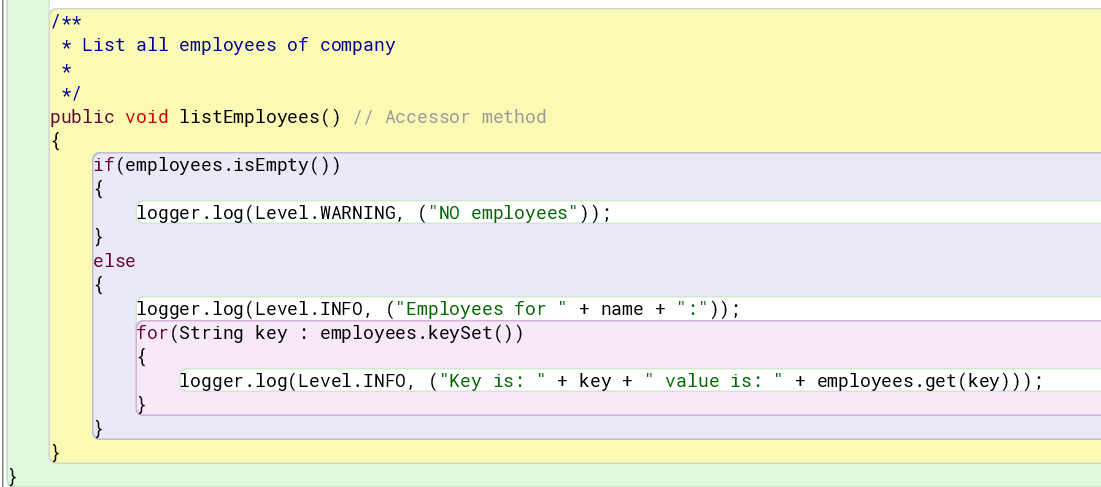 /**
 * List all employees of company
 *
 */
public void listEmployees() // Accessor method
{
    if(employees.isEmpty())
    {
        logger.log(Level.WARNING, ("NO employees"));
    }
    else
    {
        logger.log(Level.INFO, ("Employees for " + name + ":"));
        for(String key : employees.keySet())
        {
            logger.log(Level.INFO, ("Key is: " + key + " value is: " + employees.get(key)));
        }
    }
}
}